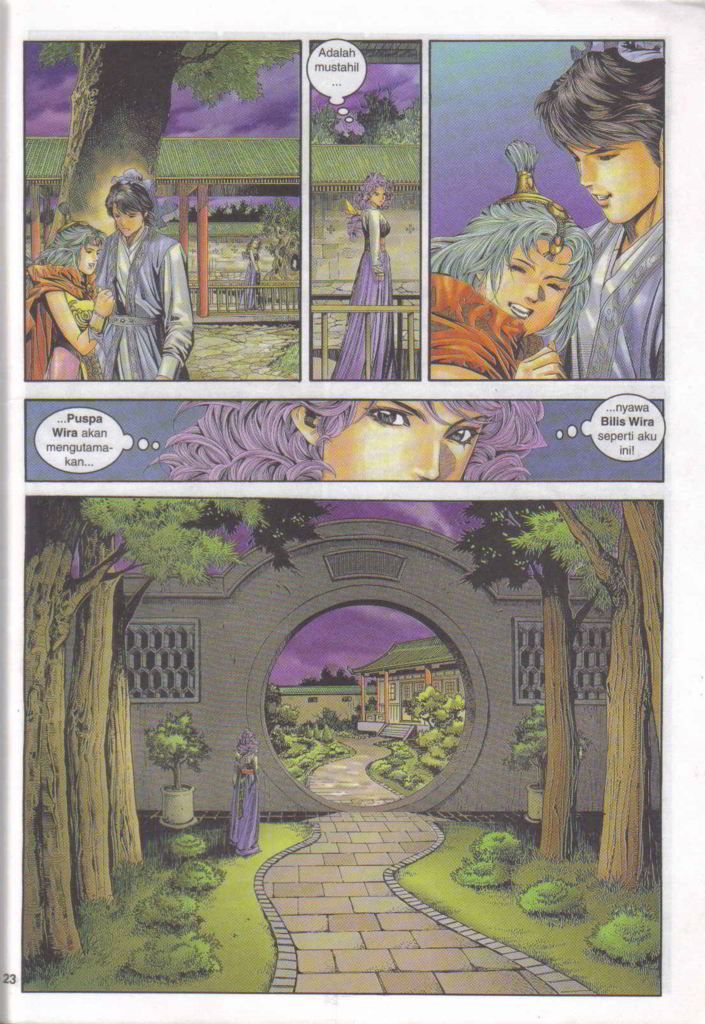 Adalah
mustahil
...
...Puspa
Wira akan
mengutama-
kan...
...nyawa
Bilis Wira
seperti aku
ini!
23